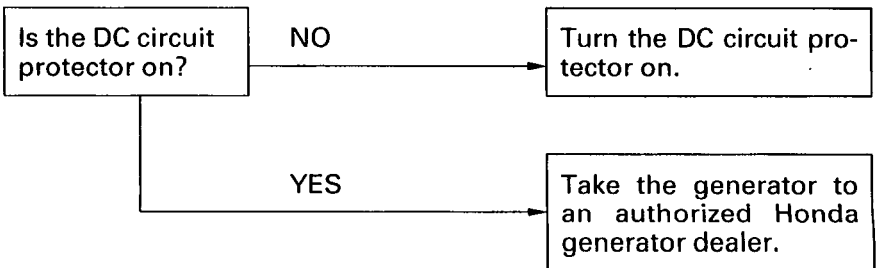 Is the DC circuit
protector on?
NO
Turn the DC circuit pro-
tector on.
YES
Take the generator to
an authorized Honda
generator dealer.